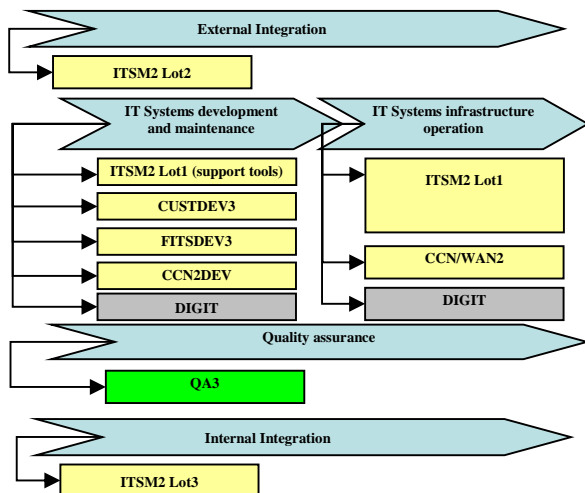 External Integration
ITSM2 Lot2
IT Systems development
and maintenance
ITSM2 Lot1 (support tools)
CUSTDEV3
FITSDEV3
CCN2DEV
DIGIT
IT Systems infrastructure
operation
ITSM2 Lot1
CCN/WAN2
DIGIT
Quality assurance
QA3
Internal Integration
ITSM2 Lot3